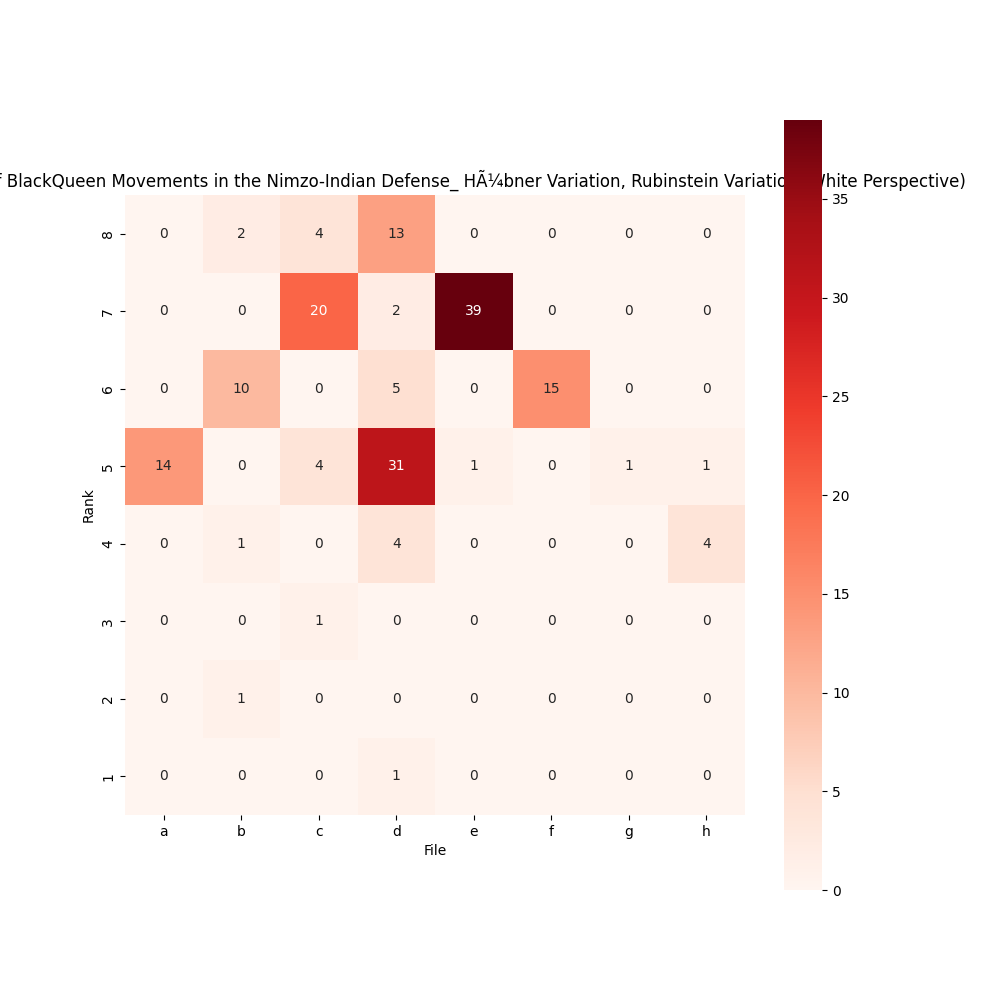 BlackQueen Movements in the Nimzo-Indian Defense_ HÃ¼bner Variation, Rubinstein Perspective)
35
8 0 2 4 13 0 0 0 0
30
7 0 0 20 2 39 0 0 0
25
6 0 10 0 5 0 15 0 0
20
5 14 0 4 31 1 0 1 1
Rank
15
4 0 1 0 4 0 0 0 4
10
3 0 0 1 0 0 0 0 0
2 0 1 0 0 0 0 0 0
5
1 0 0 0 1 0 0 0 0
a b c d e f g h
File
0